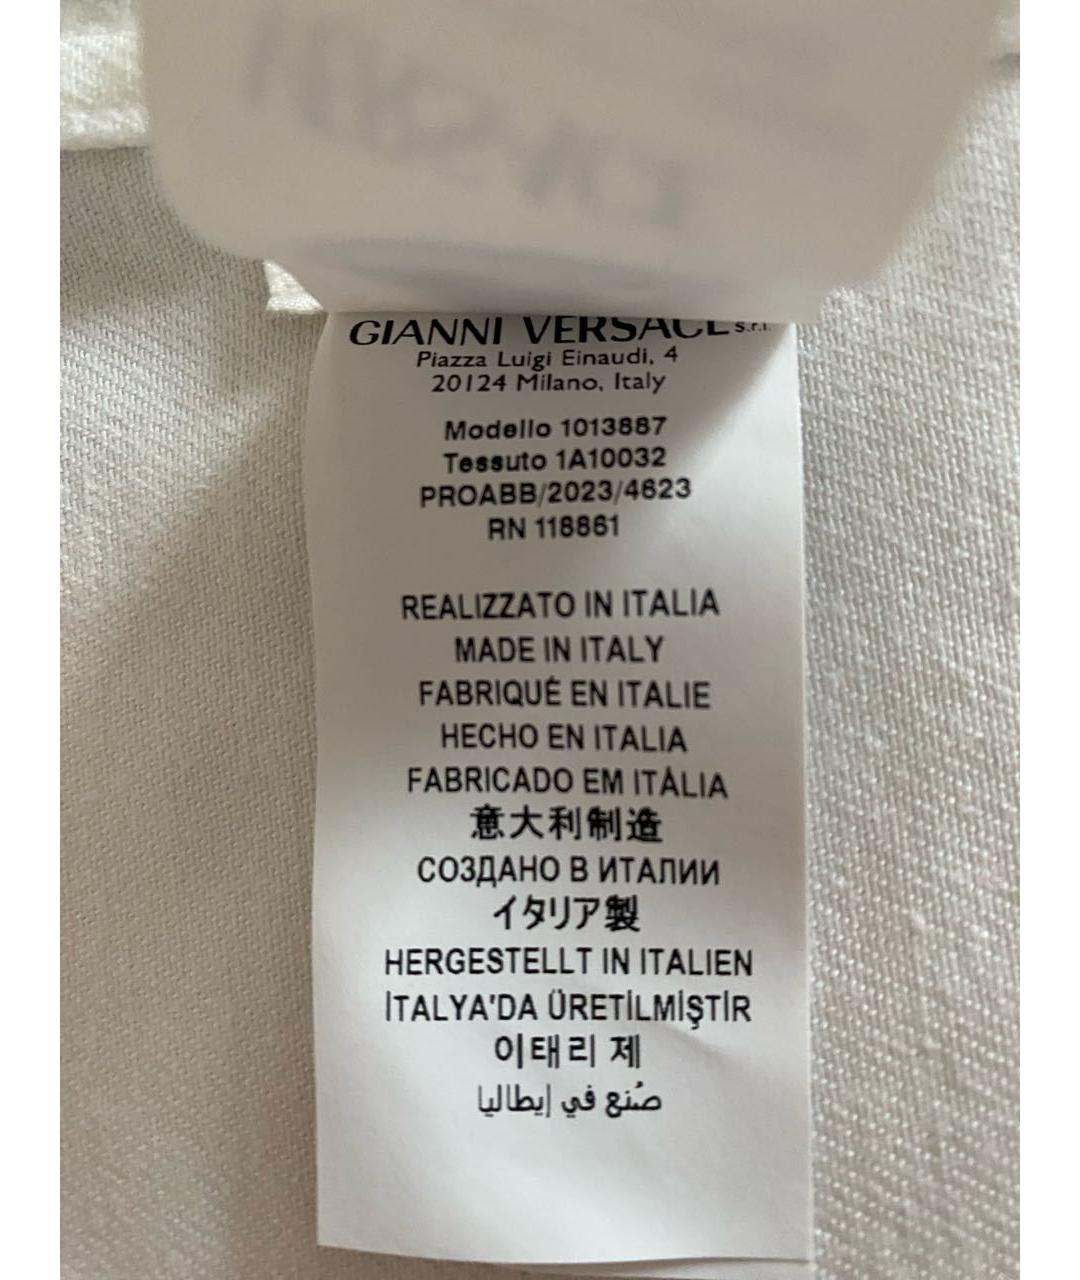 GIANNI VERSACE s.r.l.
Piazza Luigi Einaudi, 4
20124 Milano, Italy
Modello 1013887
Tessuto 1A10032
PROABB/2023/4623
RN 118861
REALIZZATO IN ITALIA
MADE IN ITALY
FABRIQUÉ EN ITALIE
HECHO EN ITALIA
FABRICADO EM ITÁLIA
意大利制造
СОЗДАНО В ИТАЛИИ
イタリア製
HERGESTELLT IN ITALIEN
İTALYA'DA ÜRETİLMİŞTİR
이태리 제
صُنع في إيطاليا